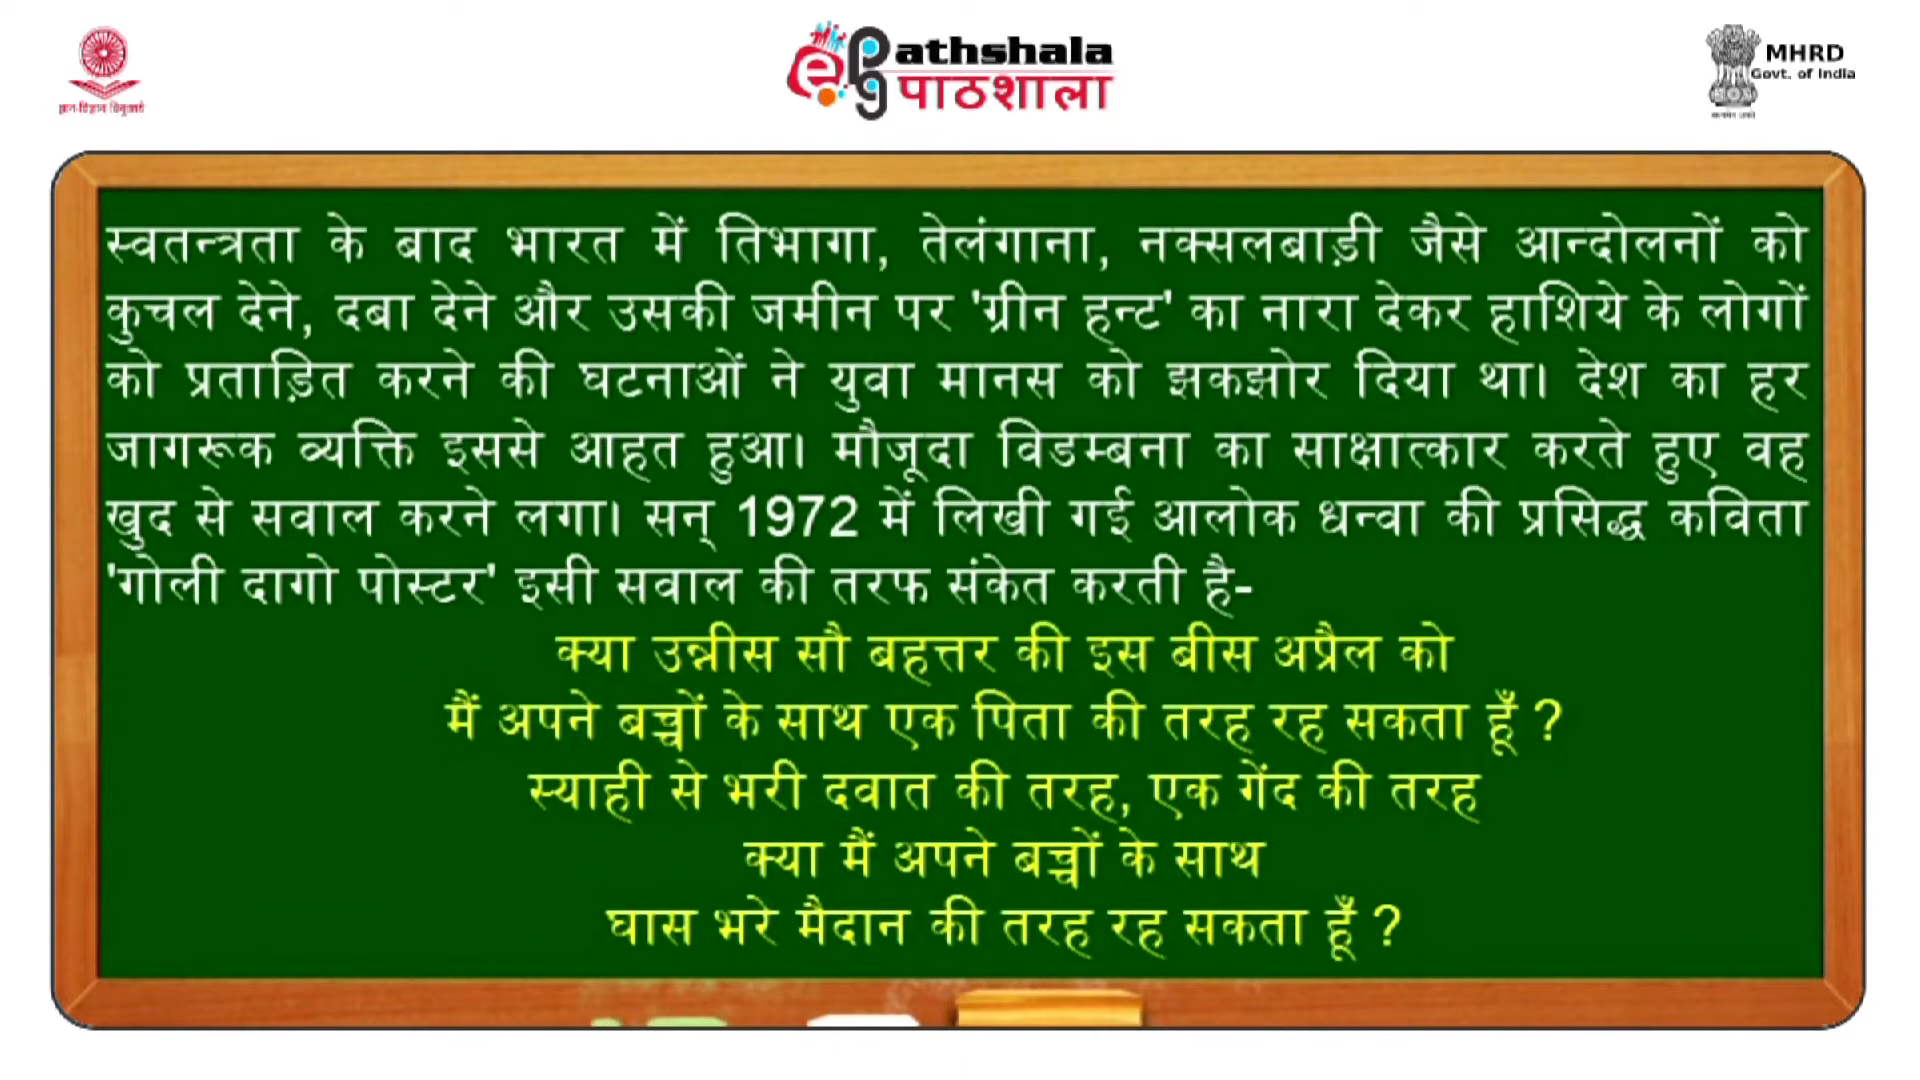 ज्ञान-विज्ञान विमुक्तये
e Pg athshala
पाठशाला
MHRD
Govt. of India
स्वतन्त्रता के बाद भारत में तिभागा, तेलंगाना, नक्सलबाड़ी जैसे आन्दोलनों को
कुचल देने, दबा देने और उसकी जमीन पर 'ग्रीन हन्ट' का नारा देकर हाशिये के लोगों
को प्रताड़ित करने की घटनाओं ने युवा मानस को झकझोर दिया था। देश का हर
जागरूक व्यक्ति इससे आहत हुआ। मौजूदा विडम्बना का साक्षात्कार करते हुए वह
खुद से सवाल करने लगा। सन् 1972 में लिखी गई आलोक धन्वा की प्रसिद्ध कविता
'गोली दागो पोस्टर' इसी सवाल की तरफ संकेत करती है-
क्या उन्नीस सौ बहत्तर की इस बीस अप्रैल को
मैं अपने बच्चों के साथ एक पिता की तरह रह सकता हूँ ?
स्याही से भरी दवात की तरह, एक गेंद की तरह
क्या मैं अपने बच्चों के साथ
घास भरे मैदान की तरह रह सकता हूँ ?